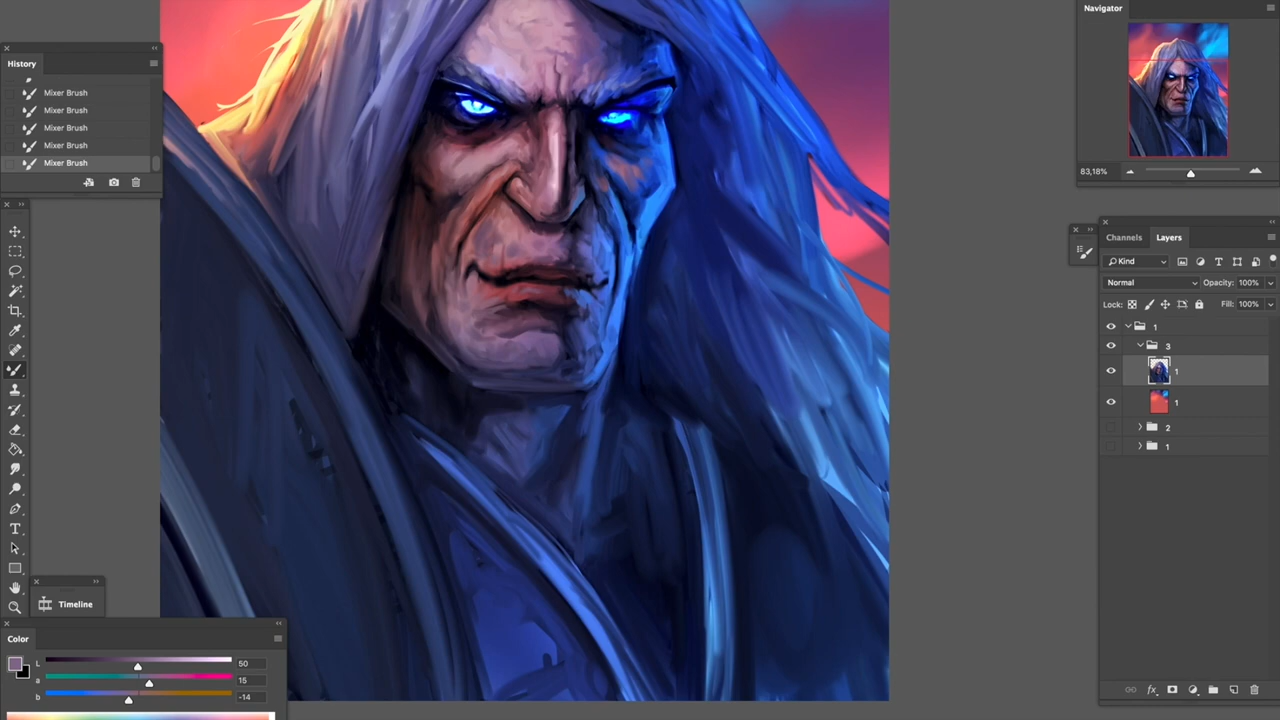 History
Mixer Brush
Mixer Brush
Mixer Brush
Mixer Brush
Mixer Brush
Timeline
Color
L 50
a 15
b -14
Navigator
83,18%
Channels Layers
Kind
Normal Opacity: 100%
Lock: Fill: 100%
1
3
1
1
2
1